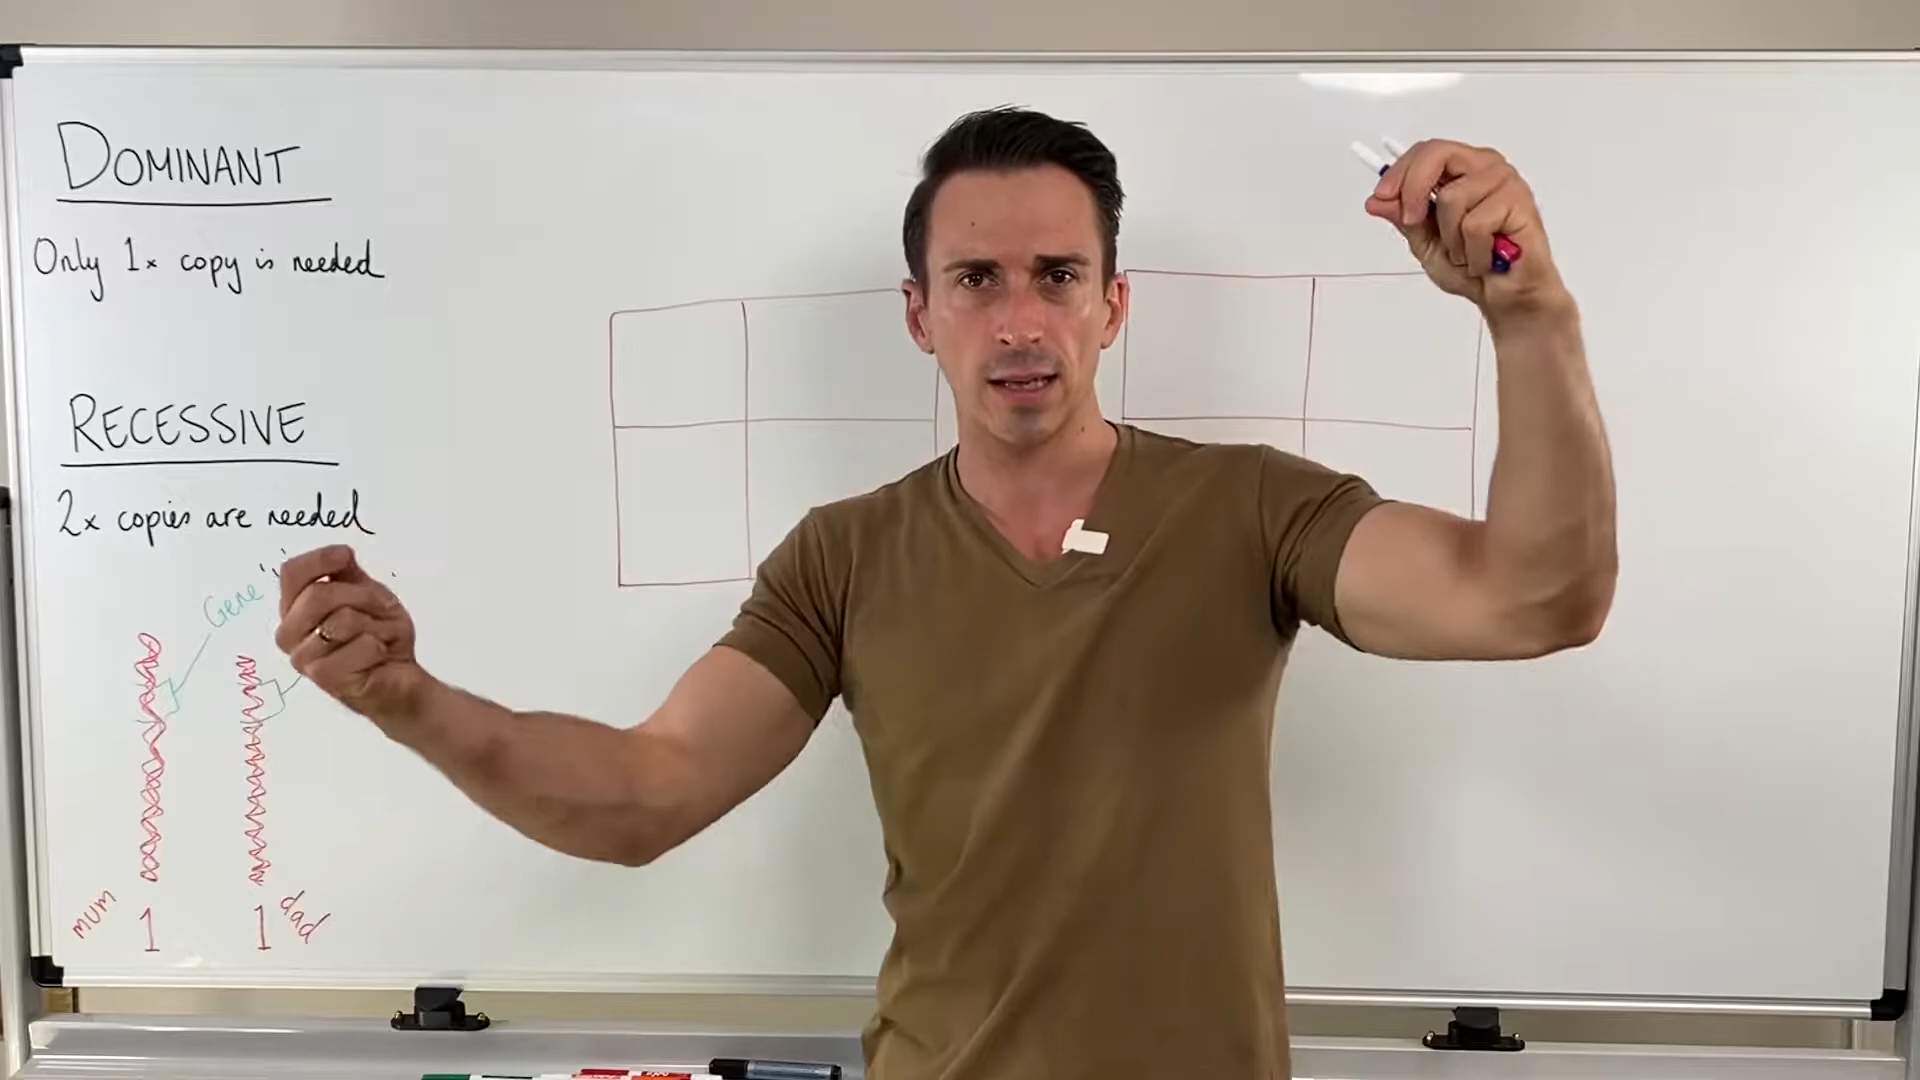 DOMINANT
Only 1x copy is needed
RECESSIVE
2x copies are needed
Gene
mum
1
1
dad